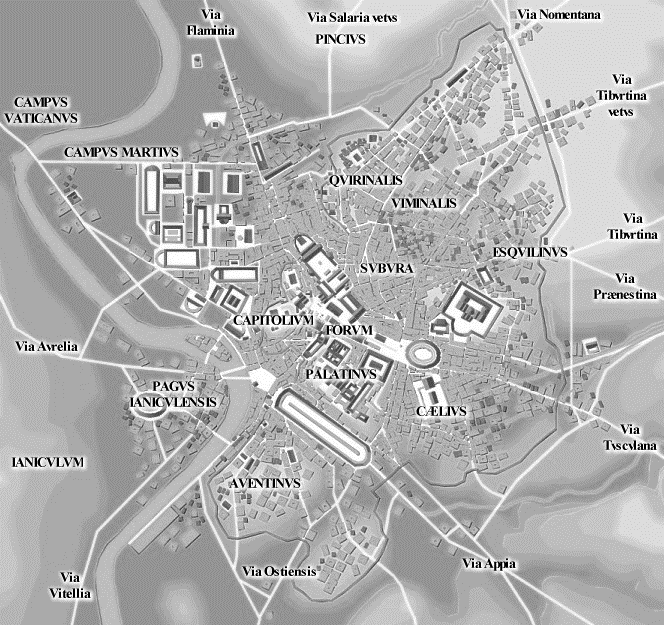 Via
Flaminia
Via Salaria vetvs
PINCIVS
Via Nomentana
Via
Tibvrtina
vetvs
CAMPVS
VATICANVS
CAMPVS MARTIVS
QVIRINALIS
VIMINALIS
Via
Tibvrtina
ESQVILINVS
SVBVRA
Via
Prænestina
CAPITOLIVM
FORVM
Via Avrelia
PALATINVS
PAGVS
IANICVLENSIS
CÆLIVS
Via
Tvscvlana
IANICVLVM
AVENTINVS
Via Appia
Via Ostiensis
Via
Vitellia